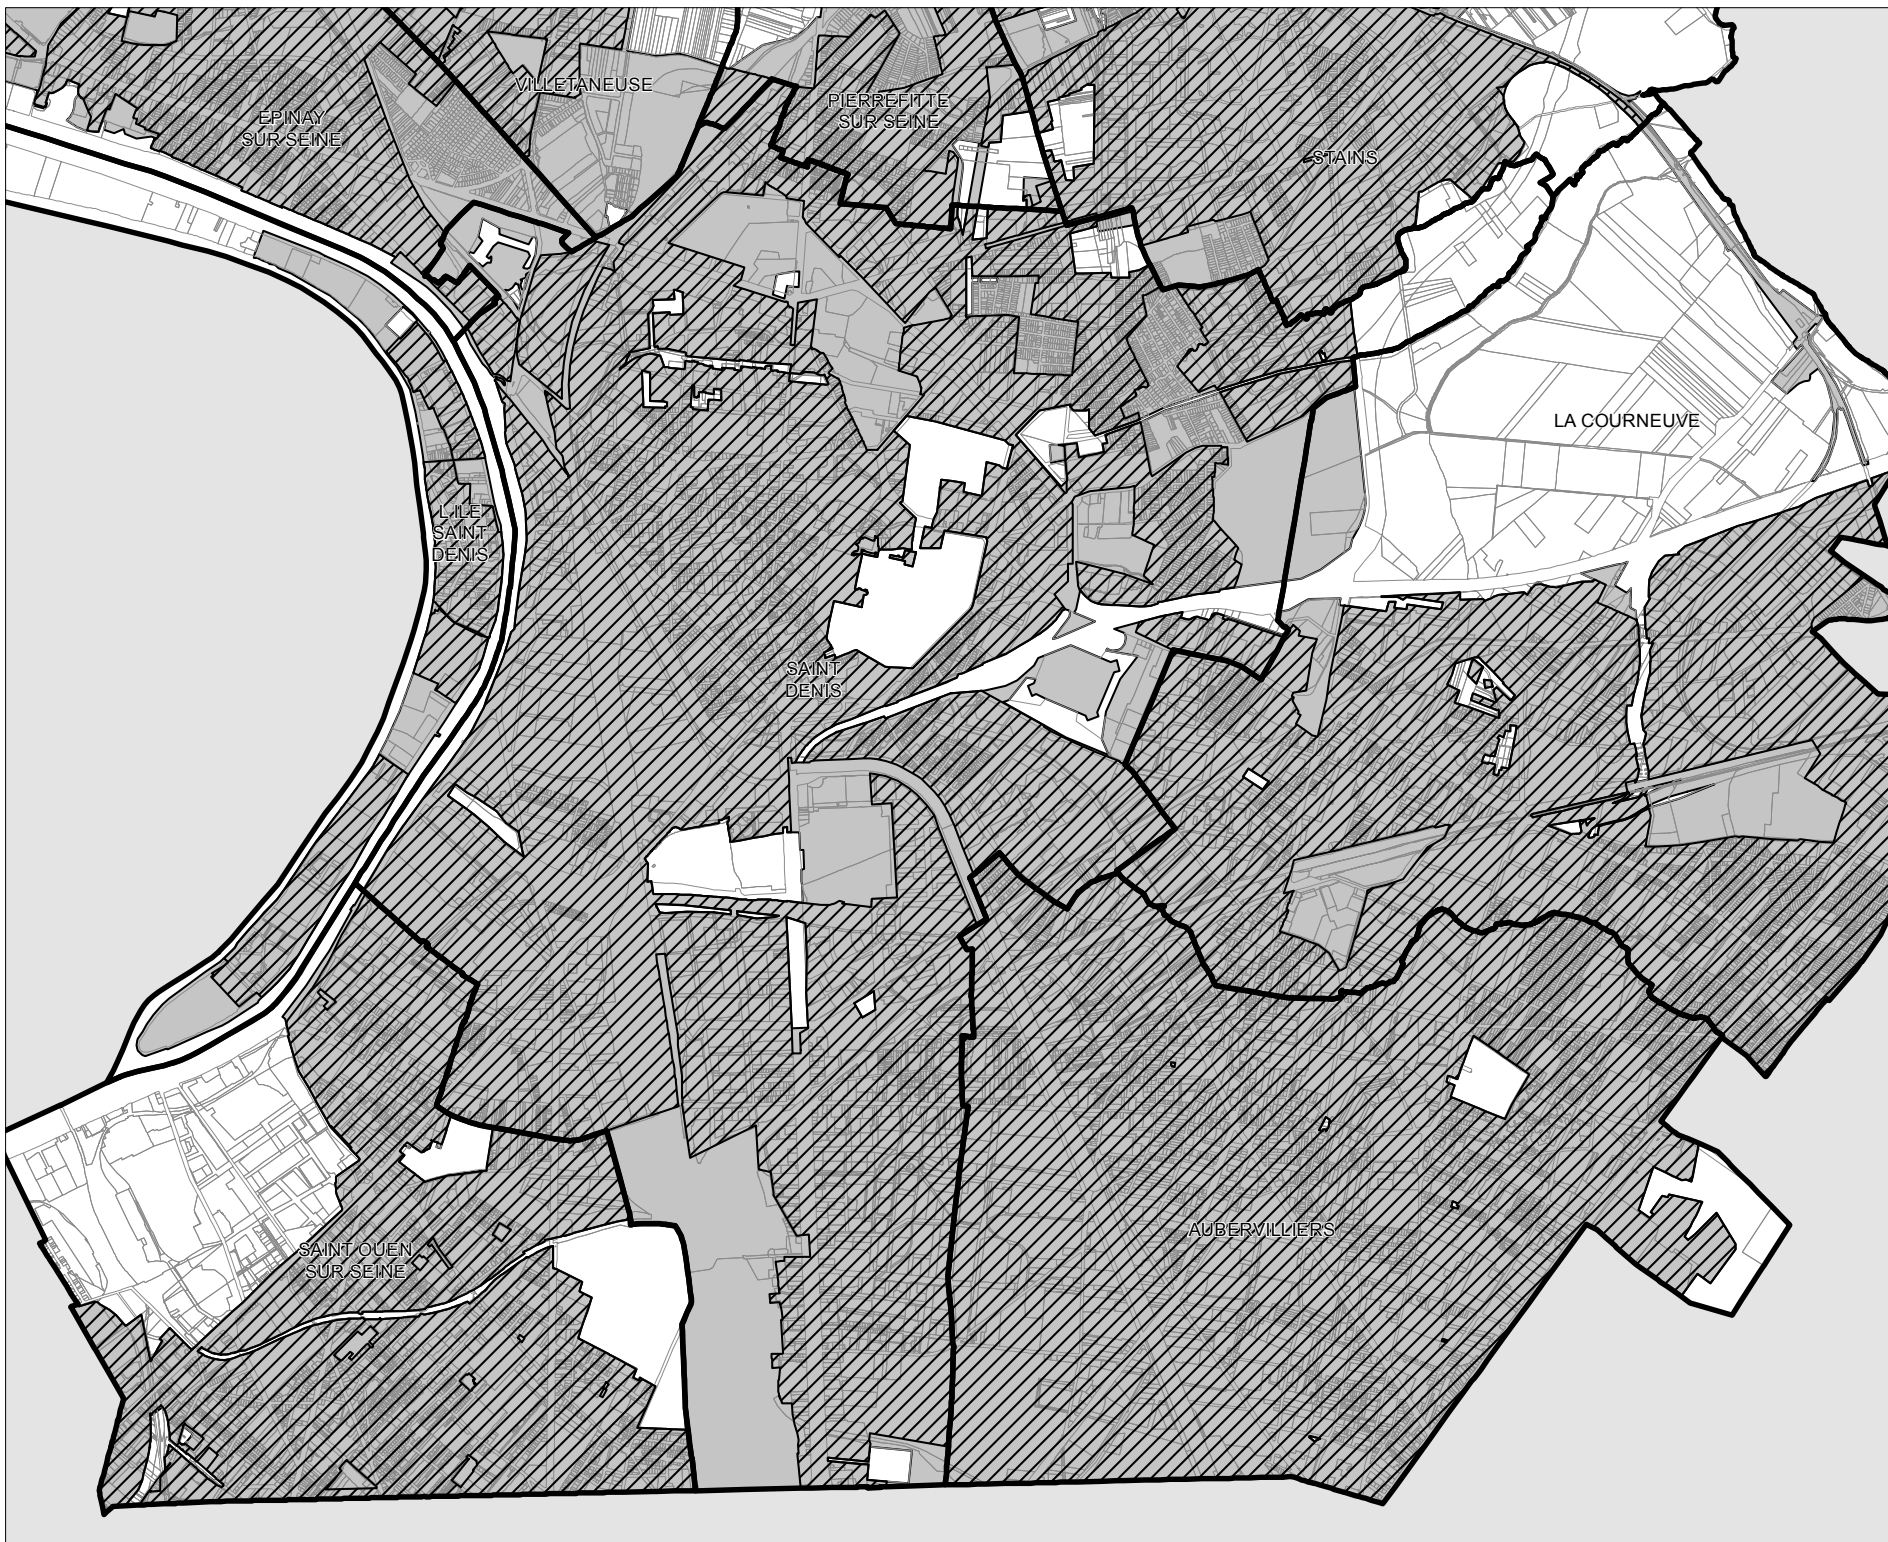 VILLETANEUSE
EPINAY
SUR SEINE
PIERREFITTE
SUR SEINE
STAINS
LA COURNEUVE
L ILE
SAINT
DENIS
SAINT
DENIS
AUBERVILLIERS
SAINT OUEN
SUR SEINE